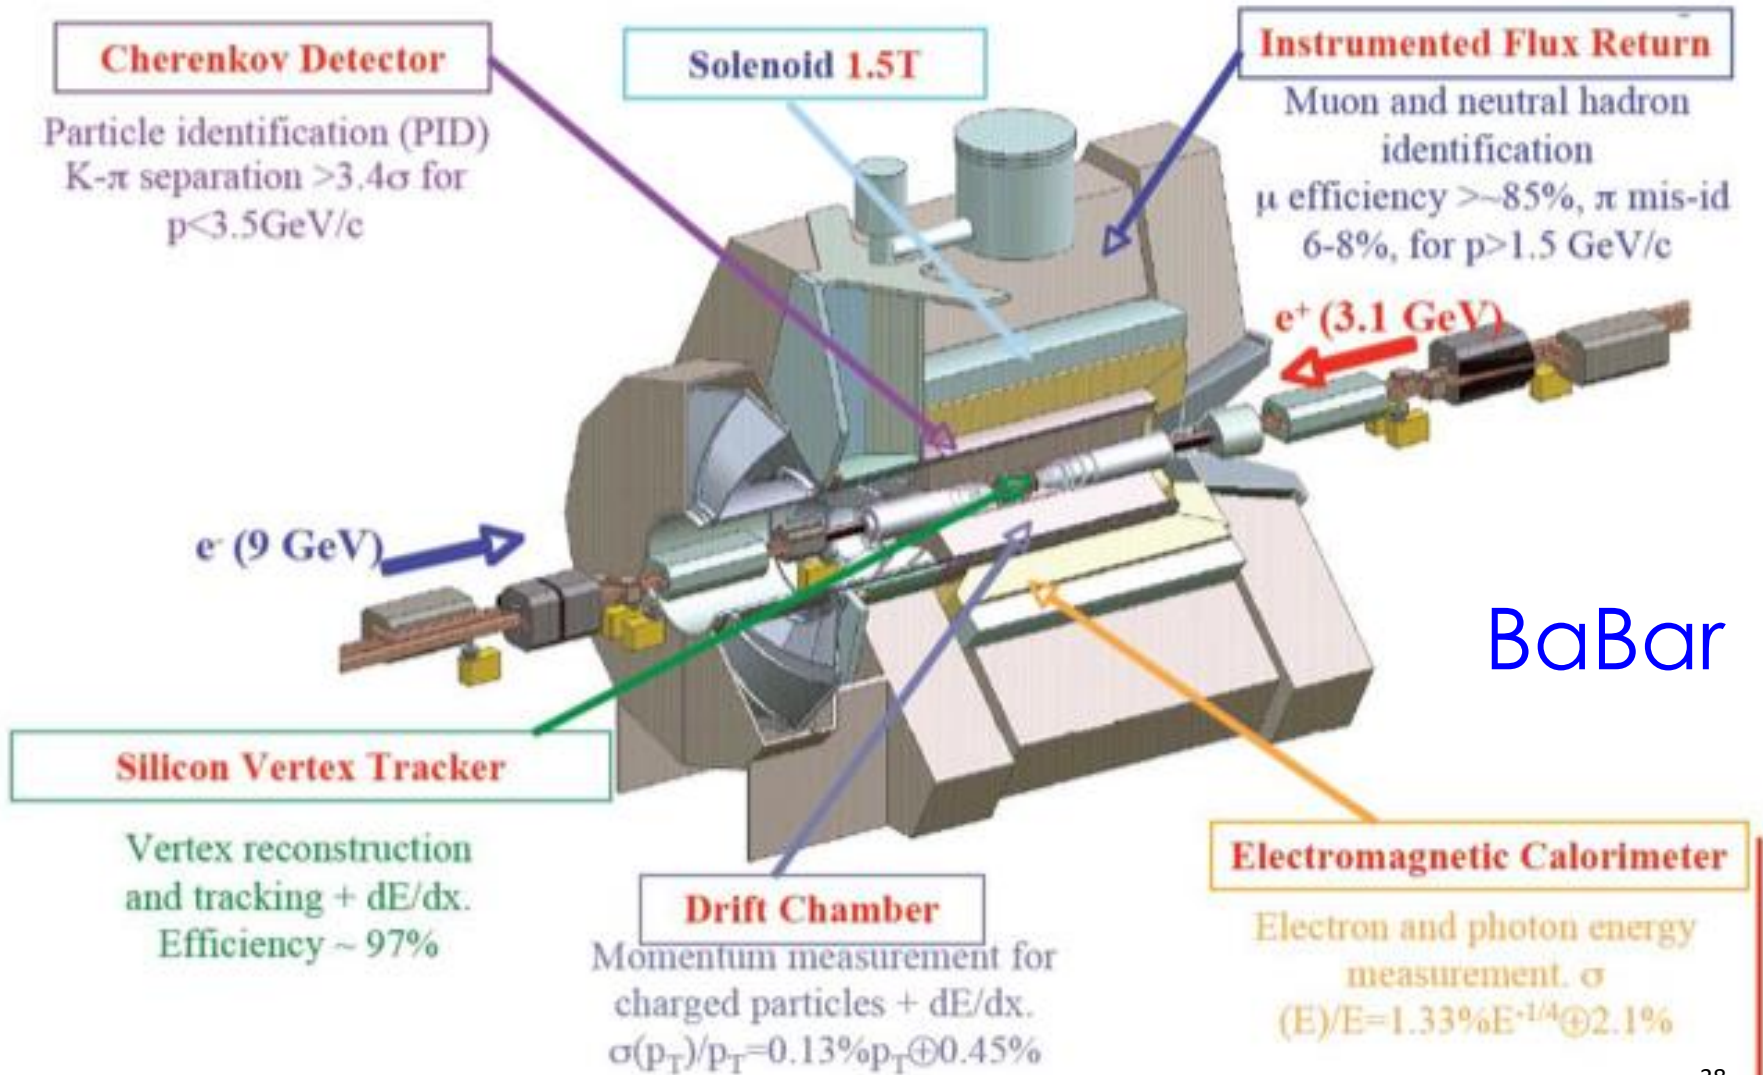 Cherenkov Detector
Particle identification (PID)
K-π separation >3.4σ for
p<3.5GeV/c
Solenoid 1.5T
Instrumented Flux Return
Muon and neutral hadron
identification
μ efficiency >~85%, π mis-id
6-8%, for p>1.5 GeV/c
e⁺ (3.1 GeV)
e⁻ (9 GeV)
BaBar
Silicon Vertex Tracker
Vertex reconstruction
and tracking + dE/dx.
Efficiency ~ 97%
Drift Chamber
Momentum measurement for
charged particles + dE/dx.
σ(p_T)/p_T=0.13%p_T⊕0.45%
Electromagnetic Calorimeter
Electron and photon energy
measurement. σ
(E)/E=1.33%E⁻¹/⁴⊕2.1%